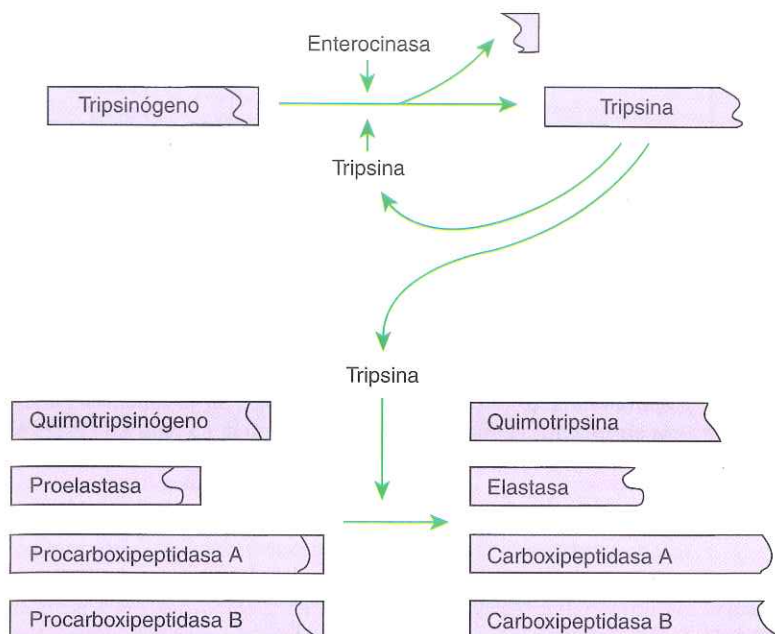 Enterocinasa
Tripsinógeno
Tripsina
Tripsina
Tripsina
Quimotripsinógeno
Quimotripsina
Proelastasa
Elastasa
Procarboxipeptidasa A
Carboxipeptidasa A
Procarboxipeptidasa B
Carboxipeptidasa B